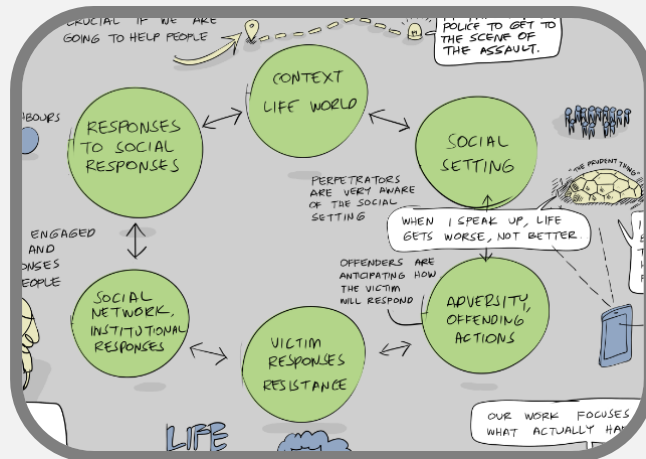 CRUCIAL IF WE ARE
GOING TO HELP PEOPLE
POLICE TO GET TO
THE SCENE OF
THE ASSAULT.
CONTEXT
LIFE WORLD
RESPONSES
TO SOCIAL
RESPONSES
SOCIAL
SETTING
"THE PRUDENT THING"
PERPETRATORS
ARE VERY AWARE
OF THE SOCIAL
SETTING
WHEN I SPEAK UP, LIFE
GETS WORSE, NOT BETTER.
ENGAGED
AND
OFFENDERS ARE
ANTICIPATING HOW
THE VICTIM
WILL RESPOND
SOCIAL
NETWORK,
INSTITUTIONAL
RESPONSES
ADVERSITY,
OFFENDING
ACTIONS
VICTIM
RESPONSES
RESISTANCE
OUR WORK FOCUSES
WHAT ACTUALLY
LIFE